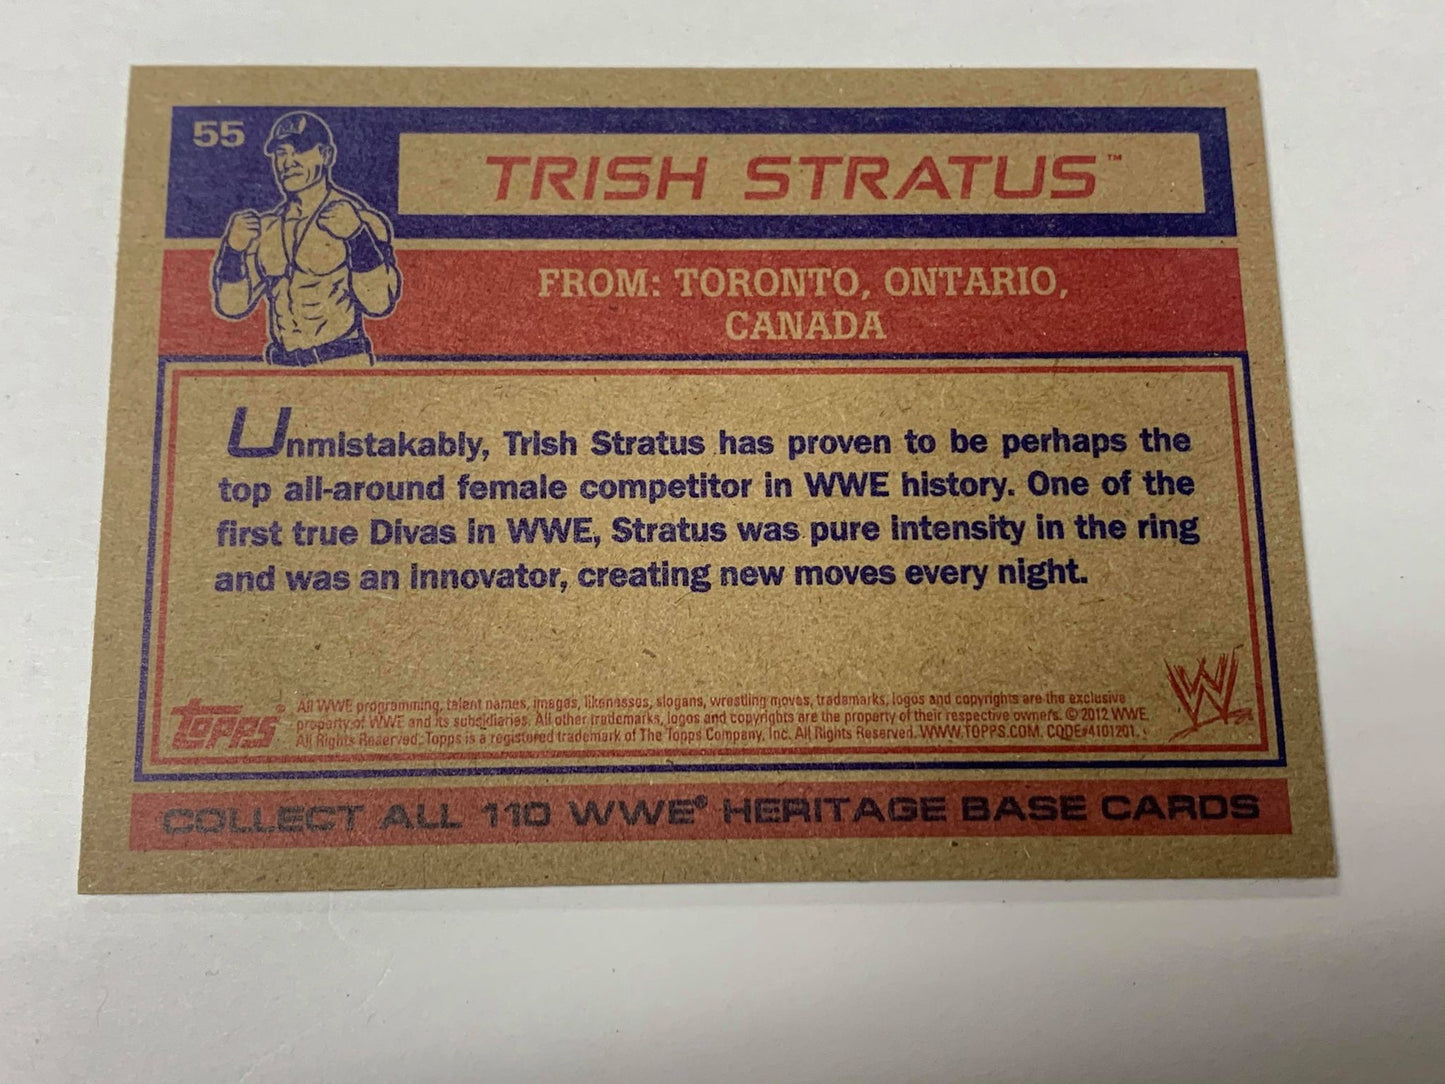 55
TRISH STRATUS™
FROM: TORONTO, ONTARIO,
CANADA
Unmistakably, Trish Stratus has proven to be perhaps the
top all-around female competitor in WWE history. One of the
first true Divas in WWE, Stratus was pure intensity in the ring
and was an innovator, creating new moves every night.
W
topps®
All WWE programming, talent names, images, likenesses, slogans, wrestling moves, trademarks, logos and copyrights are the exclusive
property of WWE and its subsidiaries. All other trademarks, logos and copyrights are the property of their respective owners. © 2012 WWE.
All Rights Reserved. Topps is a registered trademark of The Topps Company, Inc. All Rights Reserved. WWW.TOPPS.COM. CODE#4101201.
COLLECT ALL 110 WWE® HERITAGE BASE CARDS